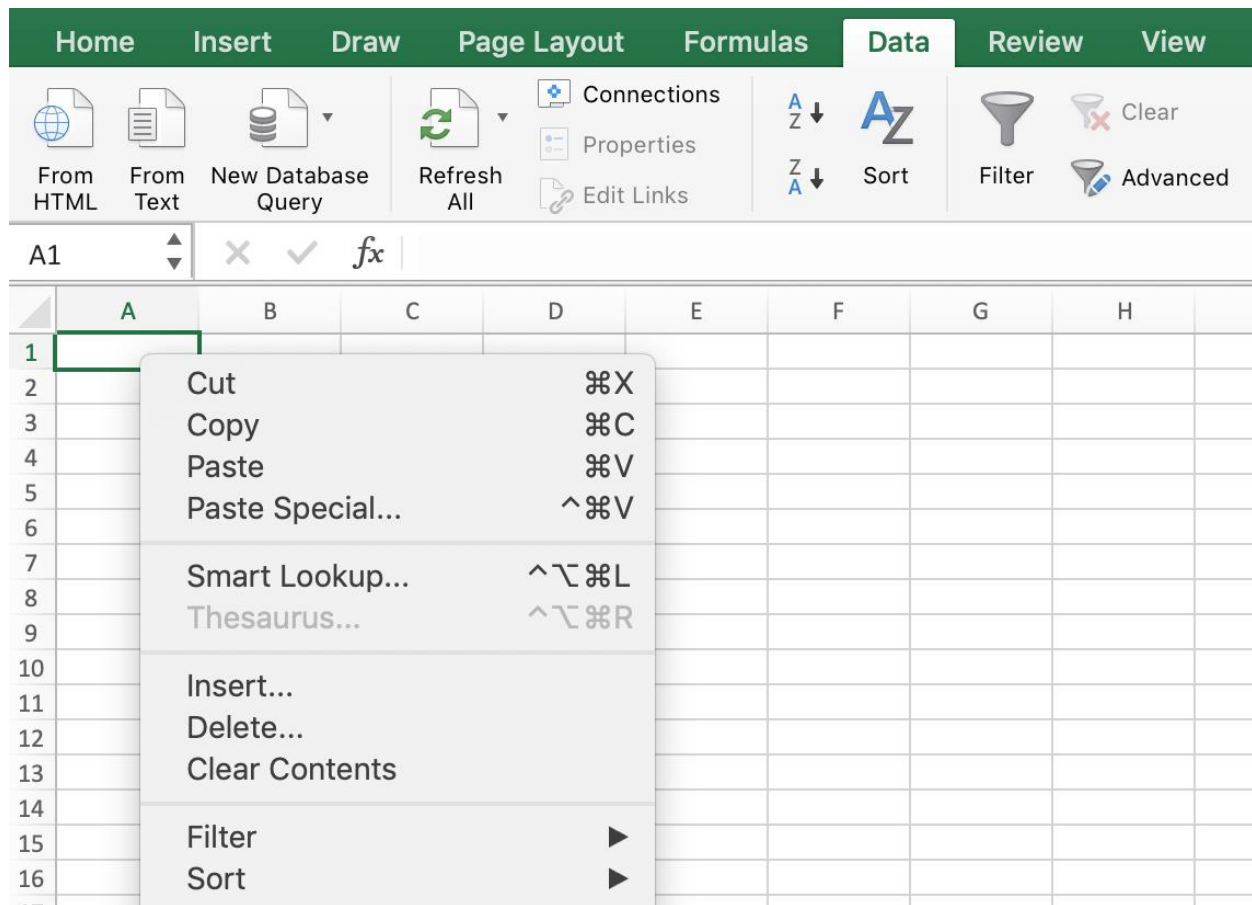 Home Insert Draw Page Layout Formulas Data Review View
From HTML
From Text
New Database Query
Refresh All
Connections
Properties
Edit Links
A Z
Z A
AZ
Sort
Filter
Clear
Advanced
A1 fx
A B C D E F G H
1
2
3
4
5
6
7
8
9
10
11
12
13
14
15
16
Cut ⌘X
Copy ⌘C
Paste ⌘V
Paste Special... ^⌘V
Smart Lookup... ^⌥⌘L
Thesaurus... ^⌥⌘R
Insert...
Delete...
Clear Contents
Filter ▶
Sort ▶